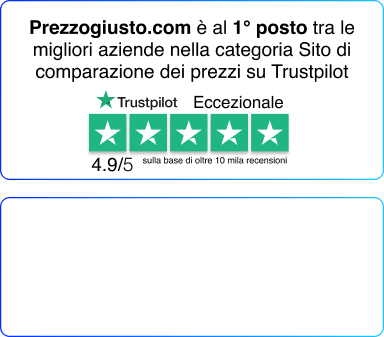 Prezzogiusto.com è al 1° posto tra le
migliori aziende nella categoria Sito di
comparazione dei prezzi su Trustpilot
Trustpilot Eccezionale
4.9/5 sulla base di oltre 10 mila recensioni